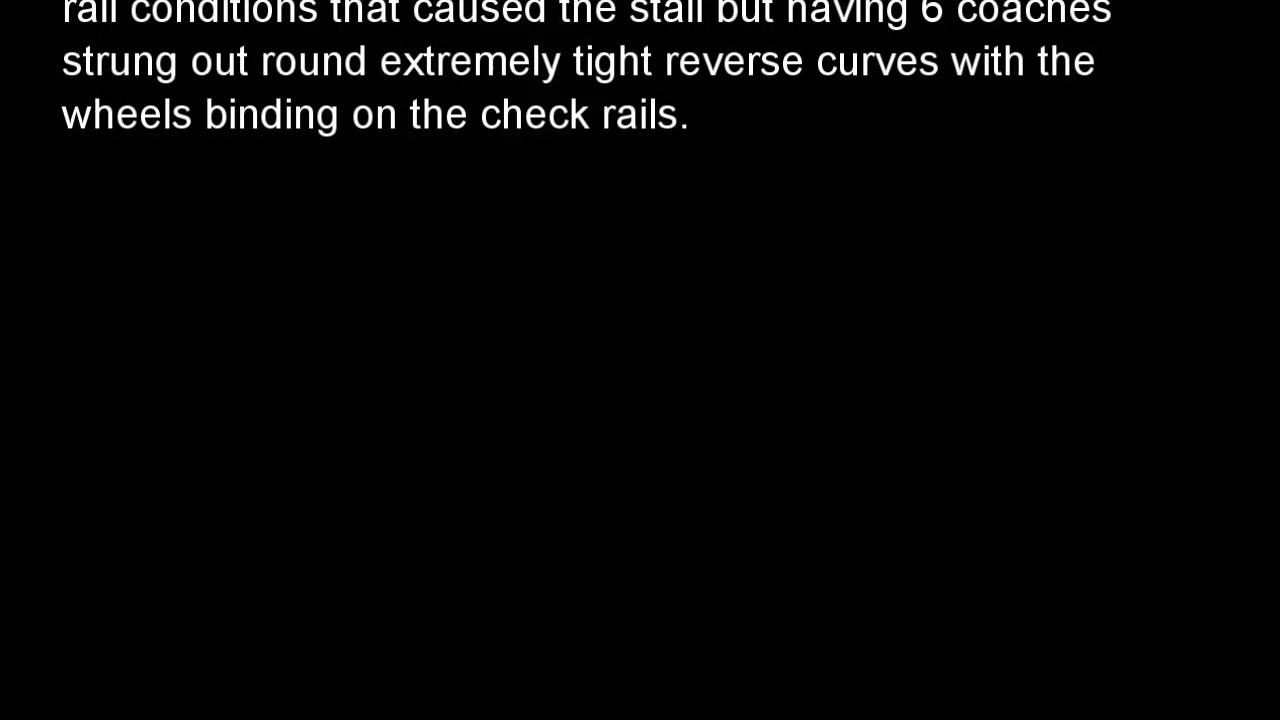 rail conditions that caused the stall but having 6 coaches
strung out round extremely tight reverse curves with the
wheels binding on the check rails.